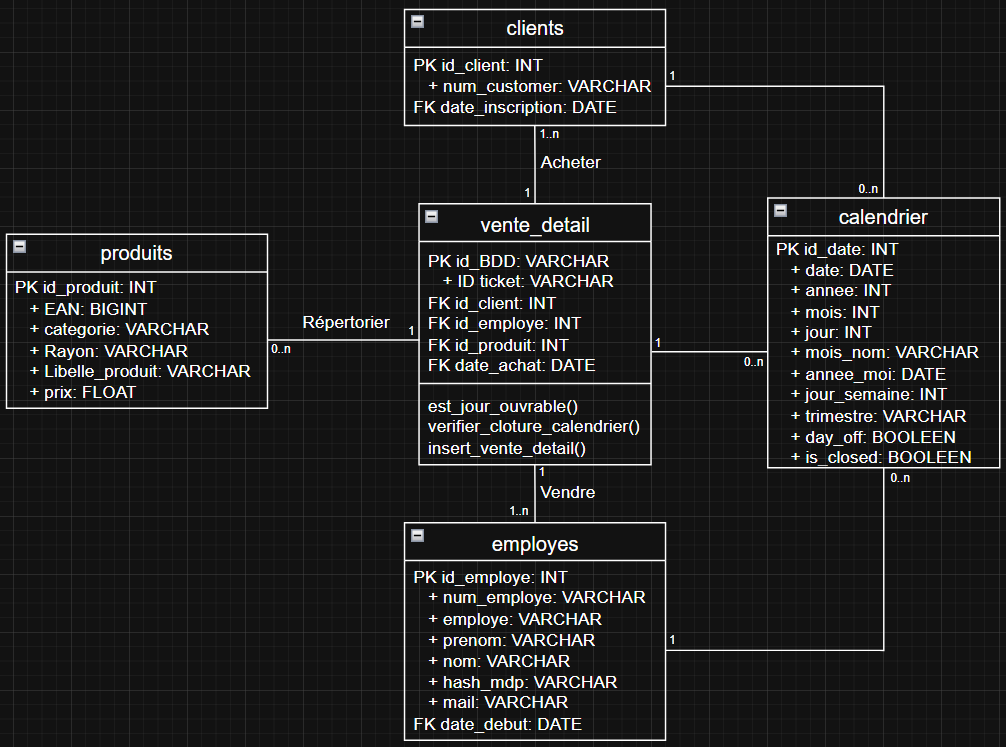 clients
PK id_client: INT
+ num_customer: VARCHAR
FK date_inscription: DATE
1
1..n
Acheter
1
0..n
vente_detail
PK id_BDD: VARCHAR
+ ID ticket: VARCHAR
FK id_client: INT
FK id_employe: INT
FK id_produit: INT
FK date_achat: DATE
est_jour_ouvrable()
verifier_cloture_calendrier()
insert_vente_detail()
produits
PK id_produit: INT
+ EAN: BIGINT
+ categorie: VARCHAR
+ Rayon: VARCHAR
+ Libelle_produit: VARCHAR
+ prix: FLOAT
Répertorier
1
0..n
1
0..n
calendrier
PK id_date: INT
+ date: DATE
+ annee: INT
+ mois: INT
+ jour: INT
+ mois_nom: VARCHAR
+ annee_moi: DATE
+ jour_semaine: INT
+ trimestre: VARCHAR
+ day_off: BOOLEEN
+ is_closed: BOOLEEN
0..n
1
Vendre
1..n
employes
PK id_employe: INT
+ num_employe: VARCHAR
+ employe: VARCHAR
+ prenom: VARCHAR
+ nom: VARCHAR
+ hash_mdp: VARCHAR
+ mail: VARCHAR
FK date_debut: DATE
1